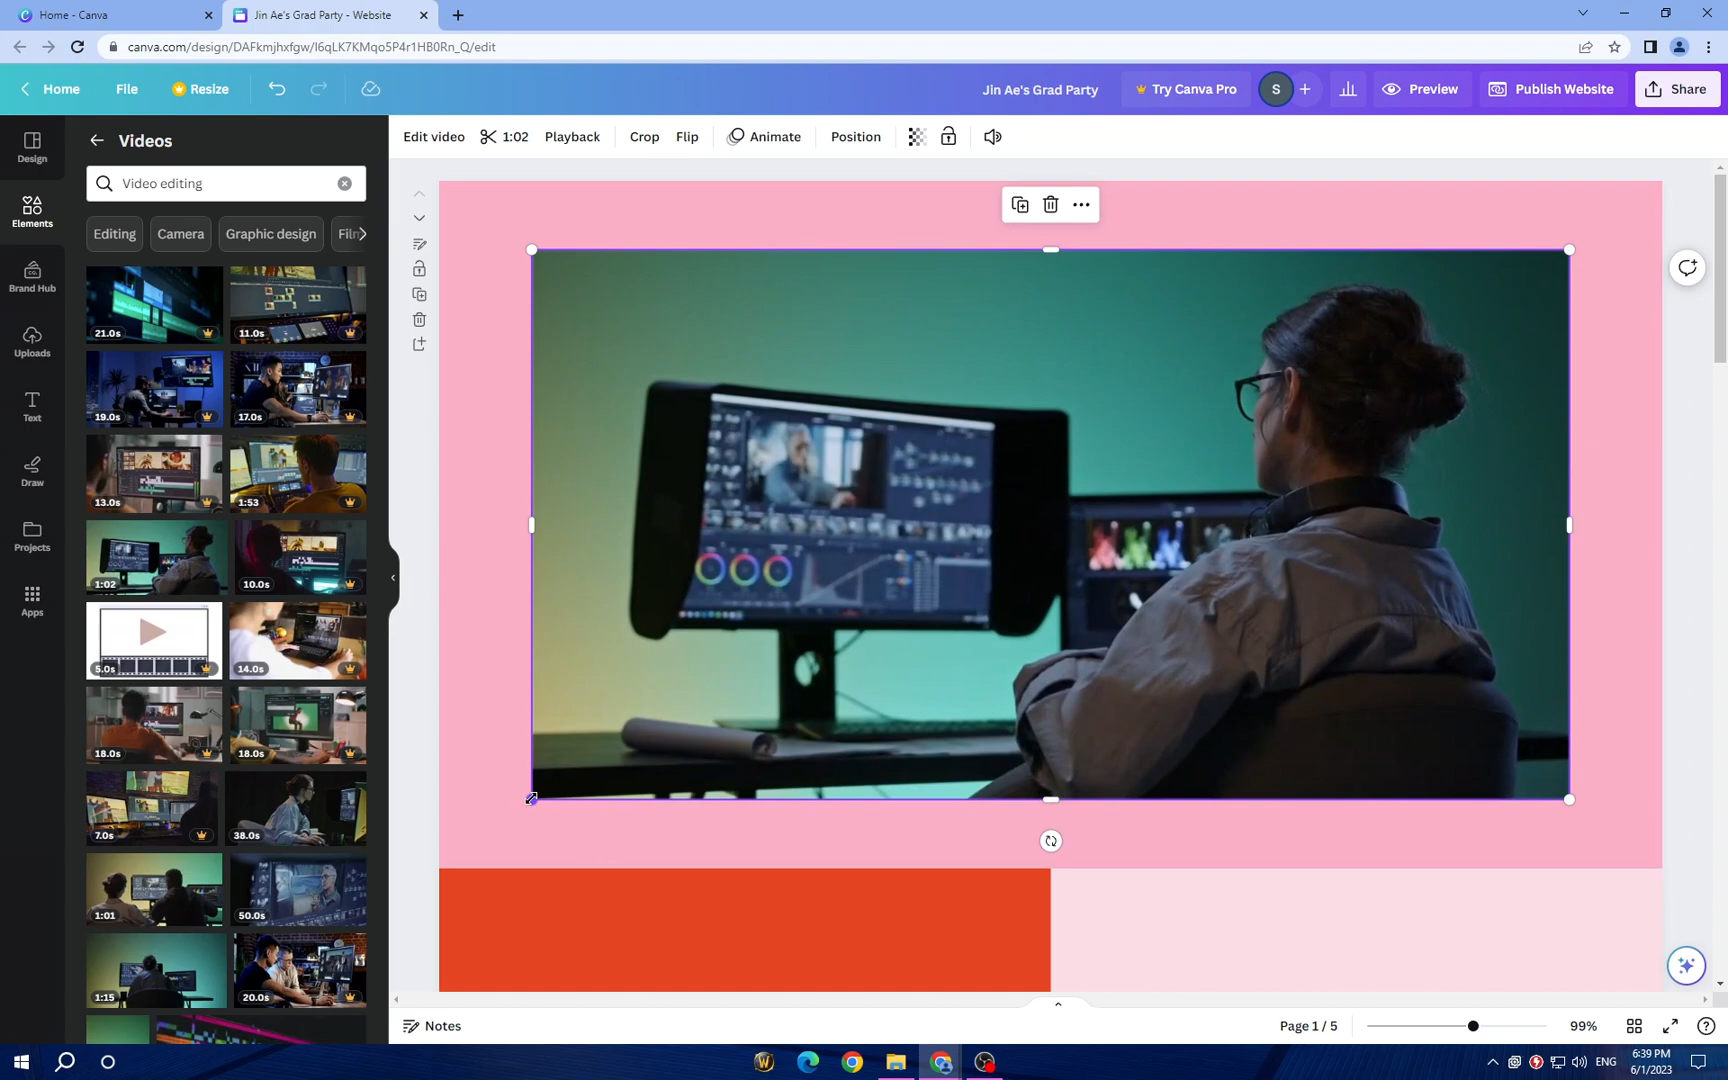 Home - Canva
Jin Ae's Grad Party - Website
canva.com/design/DAFkmjhxfgw/I6qLK7KMqo5P4r1HB0Rn_Q/edit
Home
File
Resize
Jin Ae's Grad Party
Try Canva Pro
S
Preview
Publish Website
Share
Design
Elements
Brand Hub
Uploads
Text
Draw
Projects
Apps
Videos
Video editing
Editing
Camera
Graphic design
21.0s
11.0s
19.0s
17.0s
13.0s
1:53
1:02
10.0s
5.0s
14.0s
18.0s
18.0s
7.0s
38.0s
1:01
50.0s
1:15
20.0s
Edit video
1:02
Playback
Crop
Flip
Animate
Position
Notes
Page 1 / 5
99%
ENG
6:39 PM
6/1/2023